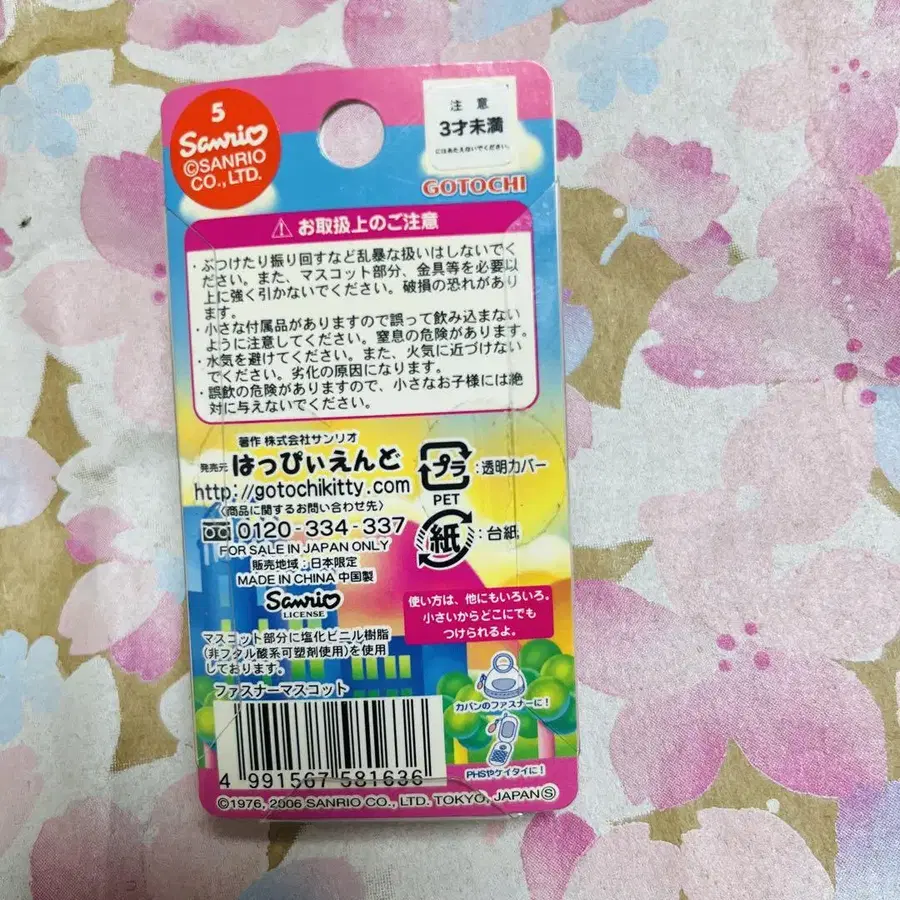 5
Sanrio
©SANRIO
CO., LTD.
注意
3才未満
にはあたえないでください。
GOTOCHI
⚠ お取扱上のご注意
・ぶつけたり振り回すなど乱暴な扱いはしないでく
ださい。また、マスコット部分、金具等を必要以
上に強く引かないでください。破損の恐れがあり
ます。
・小さな付属品がありますので誤って飲み込まない
ように注意してください。窒息の危険があります。
・水気を避けてください。また、火気に近づけない
でください。劣化の原因になります。
・誤飲の危険がありますので、小さなお子様には絶
対に与えないでください。
著作 株式会社サンリオ
発売元 はっぴぃえんど
http://gotochikitty.com
〈商品に関するお問い合わせ先〉
0120-334-337
FOR SALE IN JAPAN ONLY
販売地域:日本限定
MADE IN CHINA 中国製
Sanrio
LICENSE
プラ:透明カバー
PET
紙:台紙
使い方は、他にもいろいろ。
小さいからどこにでも
つけられるよ。
マスコット部分に塩化ビニル樹脂
(非フタル酸系可塑剤使用)を使用
しております。
ファスナーマスコット
カバンのファスナーに!
PHSやケイタイに!
4 991567 581636
©1976, 2006 SANRIO CO., LTD. TOKYO, JAPAN Ⓢ